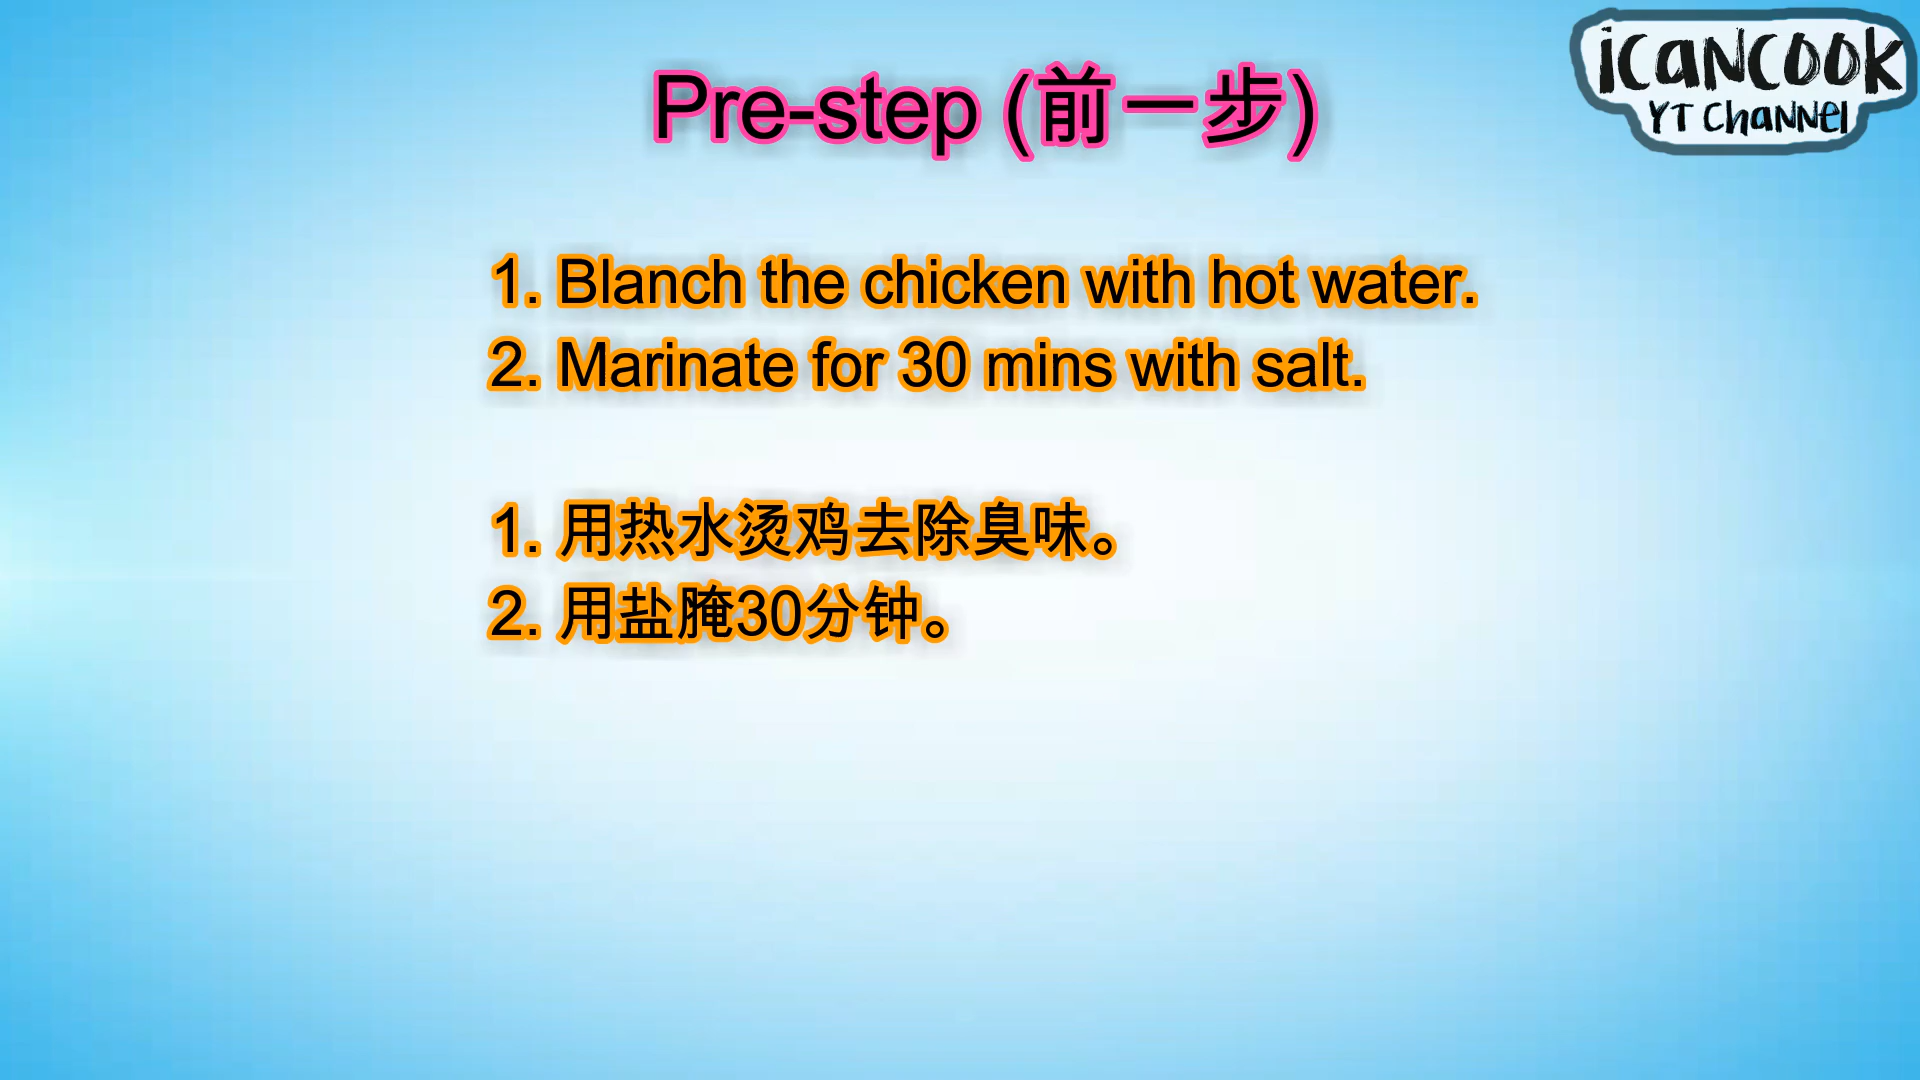 icancook
YT Channel
Pre-step (前一步)
1. Blanch the chicken with hot water.
2. Marinate for 30 mins with salt.
1. 用热水烫鸡去除臭味。
2. 用盐腌30分钟。